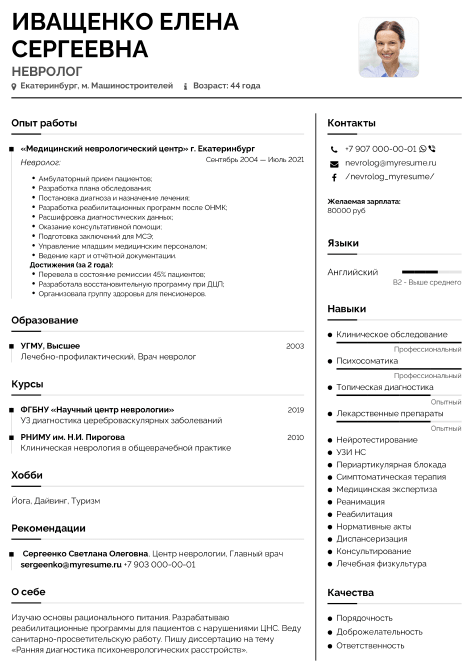 ИВАЩЕНКО ЕЛЕНА
СЕРГЕЕВНА
НЕВРОЛОГ
Екатеринбург, м. Машиностроителей Возраст: 44 года
Опыт работы
«Медицинский неврологический центр» г. Екатеринбург
Невролог: Сентябрь 2004 — Июль 2021
• Амбулаторный прием пациентов;
• Разработка плана обследования;
• Постановка диагноза и назначение лечения;
• Разработка реабилитационных программ после ОНМК;
• Расшифровка диагностических данных;
• Оказание консультативной помощи;
• Подготовка заключений для МСЭ;
• Управление младшим медицинским персоналом;
• Ведение карт и отчётной документации.
Достижения (за 2 года):
• Перевела в состояние ремиссии 45% пациентов;
• Разработала восстановительную программу при ДЦП;
• Организовала группу здоровья для пенсионеров.
Образование
УГМУ, Высшее 2003
Лечебно-профилактический, Врач невролог
Курсы
ФГБНУ «Научный центр неврологии» 2019
УЗ диагностика цереброваскулярных заболеваний
РНИМУ им. Н.И. Пирогова 2010
Клиническая неврология в общеврачебной практике
Хобби
Йога, Дайвинг, Туризм
Рекомендации
Сергеенко Светлана Олеговна, Центр неврологии, Главный врач
sergeenko@myresume.ru +7 903 000-00-01
О себе
Изучаю основы рационального питания. Разрабатываю
реабилитационные программы для пациентов с нарушениями ЦНС. Веду
санитарно-просветительскую работу. Пишу диссертацию на тему
«Ранняя диагностика психоневрологических расстройств».
Контакты
+7 907 000-00-01
nevrolog@myresume.ru
/nevrolog_myresume/
Желаемая зарплата:
80000 руб
Языки
Английский
B2 - Выше среднего
Навыки
Клиническое обследование
Профессиональный
Психосоматика
Профессиональный
Топическая диагностика
Опытный
Лекарственные препараты
Опытный
Нейротестирование
УЗИ НС
Периартикулярная блокада
Симптоматическая терапия
Медицинская экспертиза
Реанимация
Реабилитация
Нормативные акты
Диспансеризация
Консультирование
Лечебная физкультура
Качества
Порядочность
Доброжелательность
Ответственность